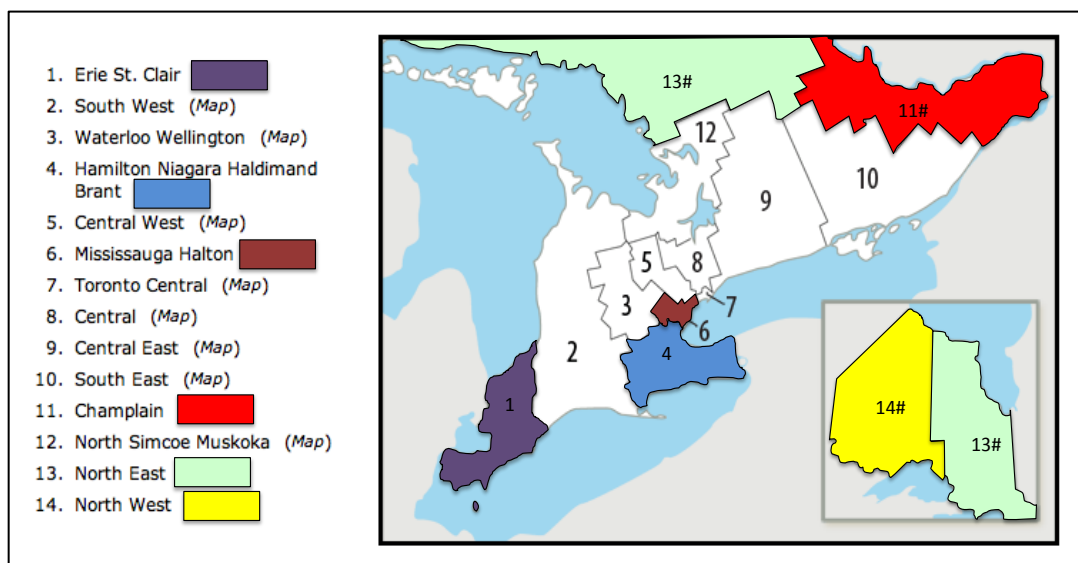 1. Erie St. Clair
2. South West (Map)
3. Waterloo Wellington (Map)
4. Hamilton Niagara Haldimand
Brant
5. Central West (Map)
6. Mississauga Halton
7. Toronto Central (Map)
8. Central (Map)
9. Central East (Map)
10. South East (Map)
11. Champlain
12. North Simcoe Muskoka (Map)
13. North East
14. North West
13#
11#
12
10
9
8
5
3
7
6
4
2
1
14#
13#